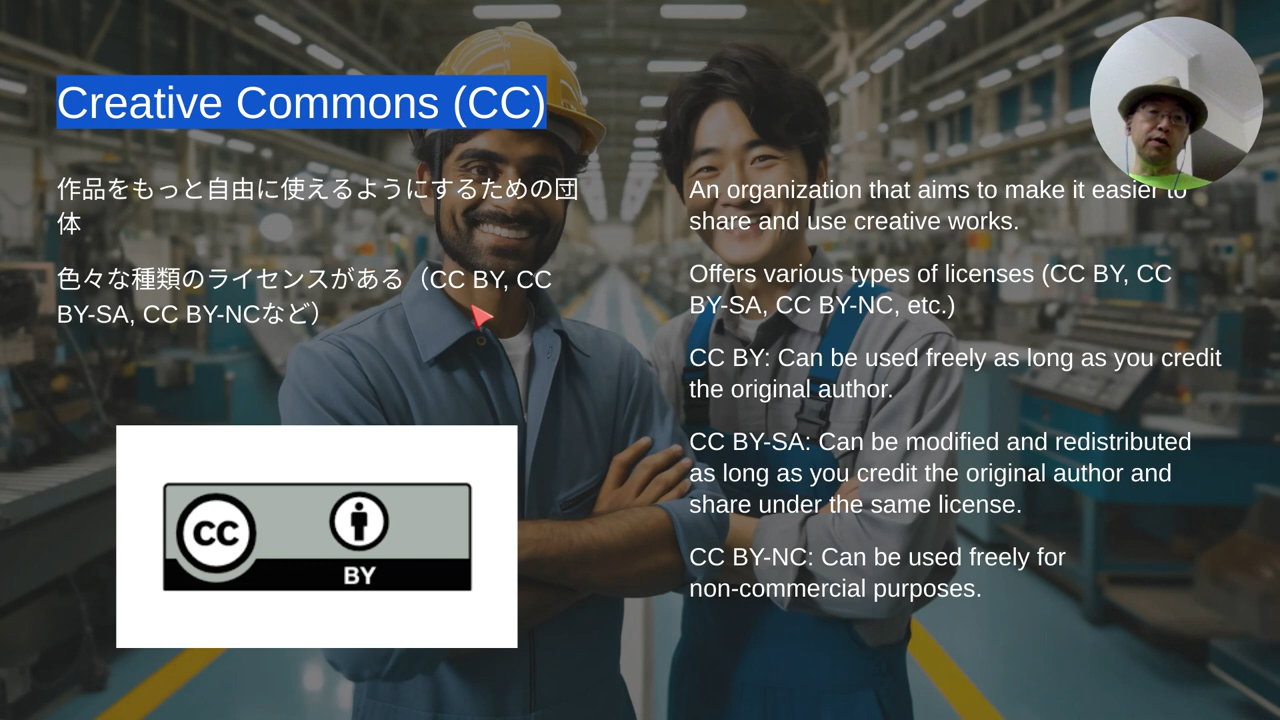 Creative Commons (CC)
作品をもっと自由に使えるようにするための団
体
色々な種類のライセンスがある（CC BY, CC
BY-SA, CC BY-NCなど）
CC
BY
An organization that aims to make it easier to
share and use creative works.
Offers various types of licenses (CC BY, CC
BY-SA, CC BY-NC, etc.)
CC BY: Can be used freely as long as you credit
the original author.
CC BY-SA: Can be modified and redistributed
as long as you credit the original author and
share under the same license.
CC BY-NC: Can be used freely for
non-commercial purposes.